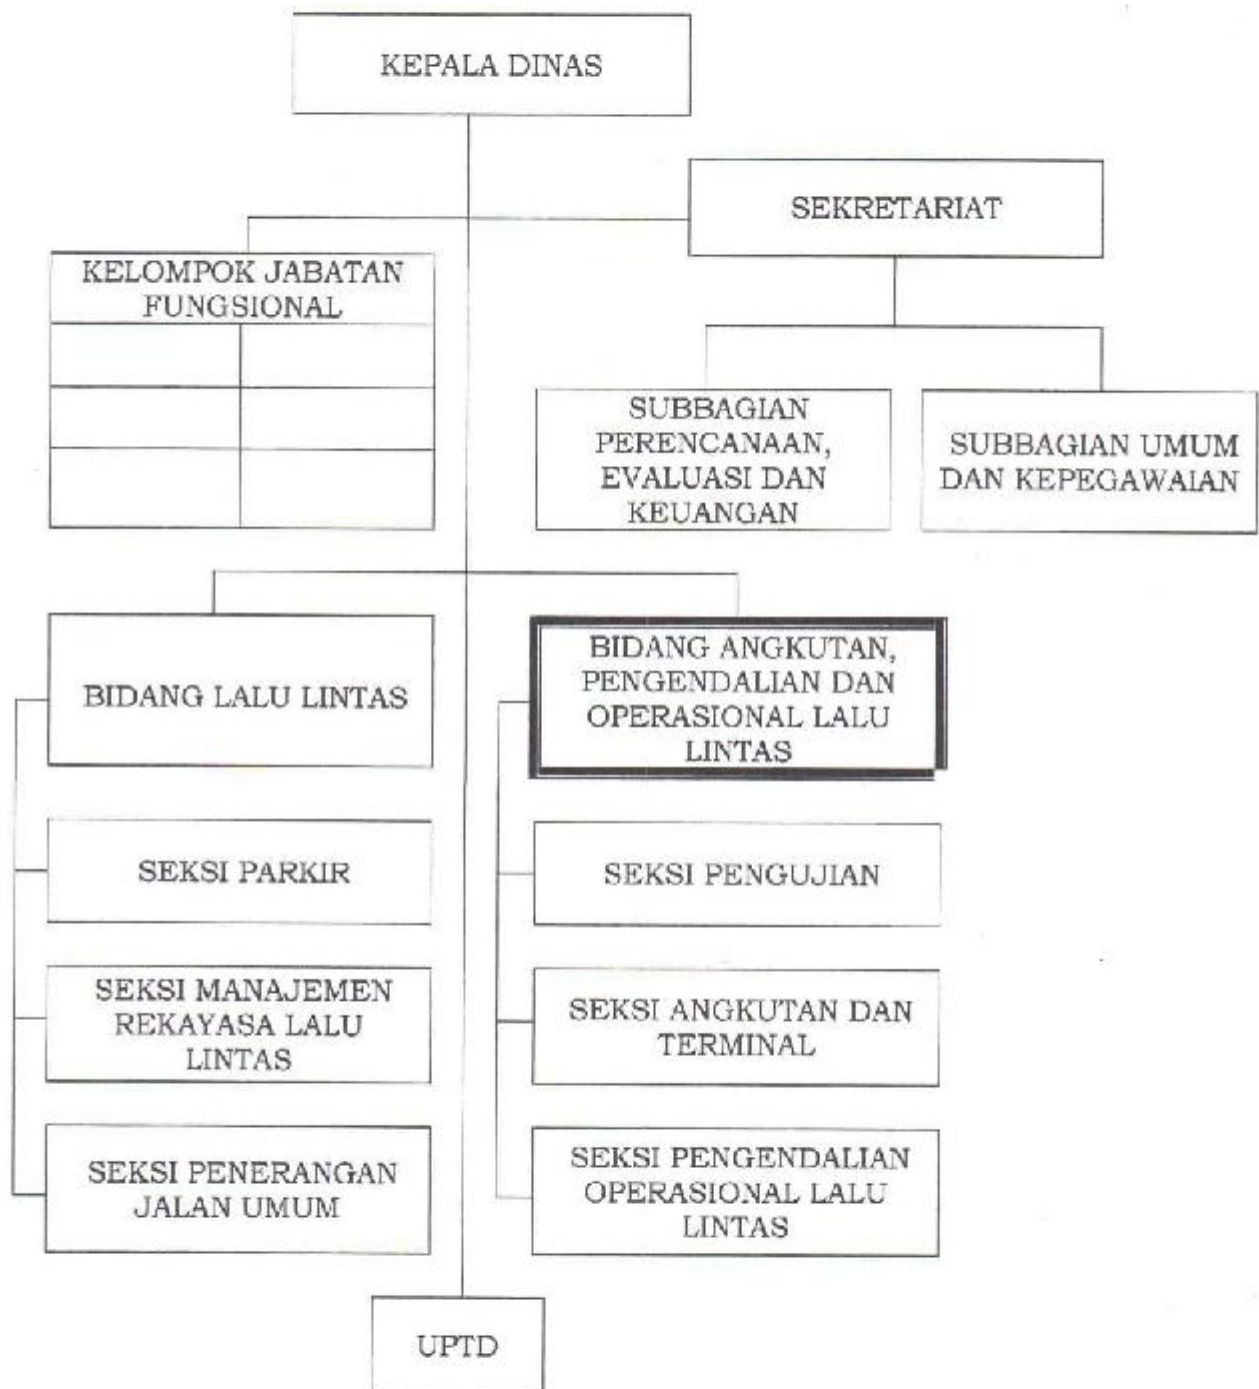 KEPALA DINAS
SEKRETARIAT
KELOMPOK JABATAN
FUNGSIONAL
SUBBAGIAN
PERENCANAAN,
EVALUASI DAN
KEUANGAN
SUBBAGIAN UMUM
DAN KEPEGAWAIAN
BIDANG LALU LINTAS
BIDANG ANGKUTAN,
PENGENDALIAN DAN
OPERASIONAL LALU
LINTAS
SEKSI PARKIR
SEKSI PENGUJIAN
SEKSI MANAJEMEN
REKAYASA LALU
LINTAS
SEKSI ANGKUTAN DAN
TERMINAL
SEKSI PENERANGAN
JALAN UMUM
SEKSI PENGENDALIAN
OPERASIONAL LALU
LINTAS
UPTD